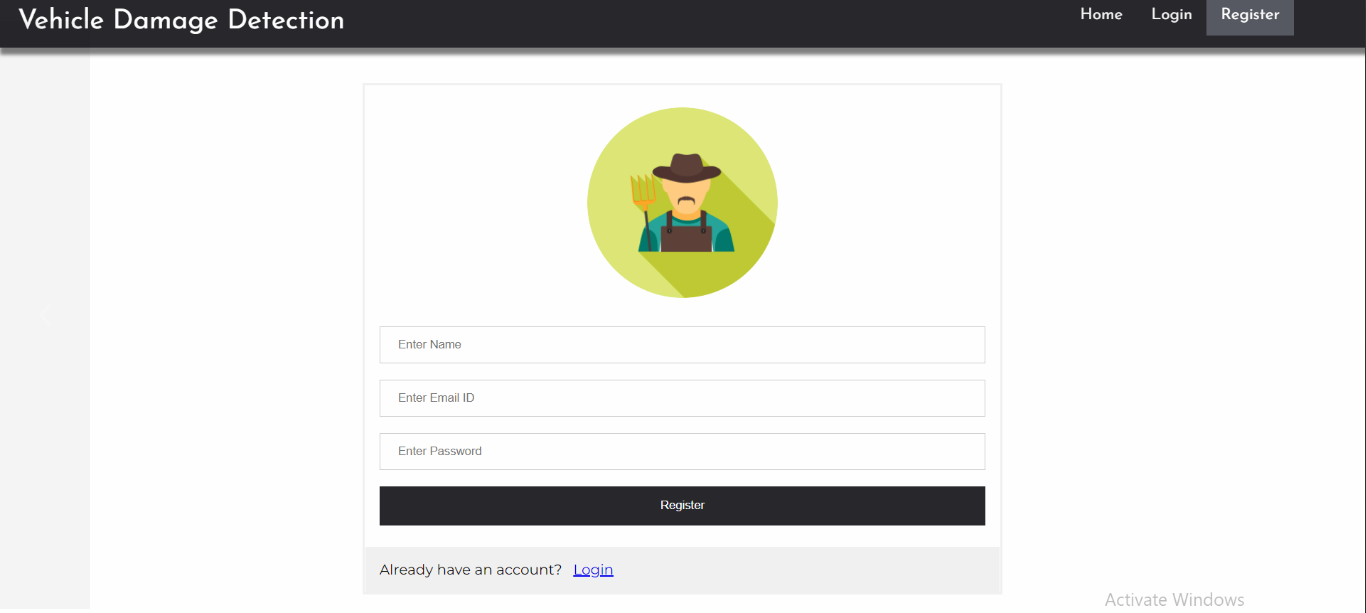 Vehicle Damage Detection
Home Login Register
Enter Name
Enter Email ID
Enter Password
Register
Already have an account? Login
Activate Windows